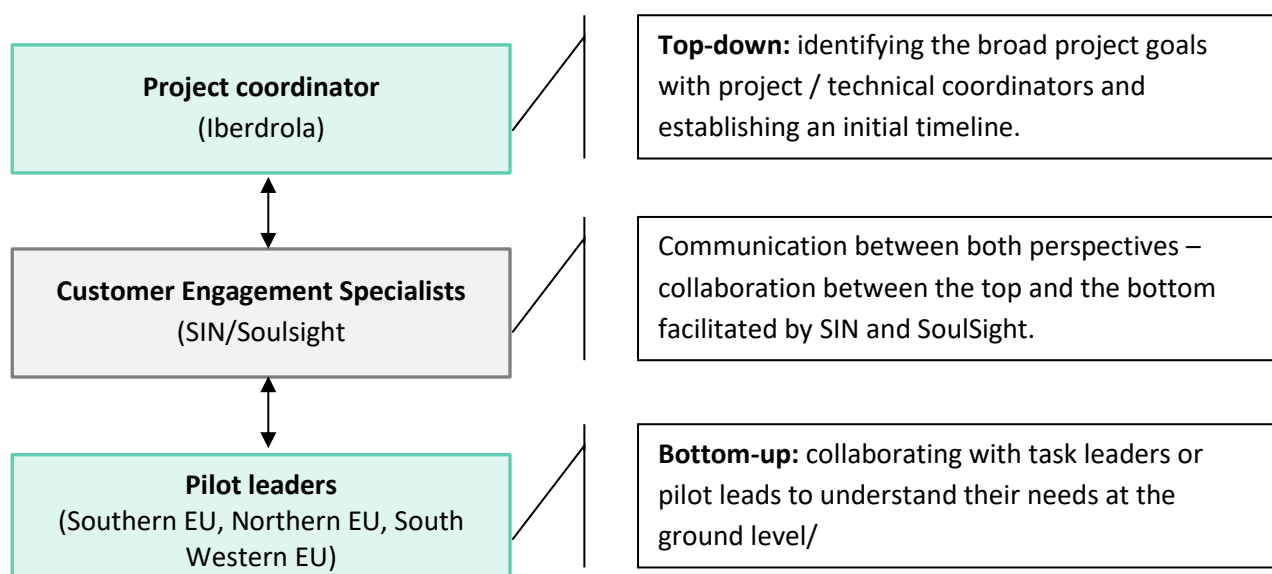 Project coordinator
(Iberdrola)
Top-down: identifying the broad project goals
with project / technical coordinators and
establishing an initial timeline.
Customer Engagement Specialists
(SIN/Soulsight
Communication between both perspectives –
collaboration between the top and the bottom
facilitated by SIN and SoulSight.
Pilot leaders
(Southern EU, Northern EU, South
Western EU)
Bottom-up: collaborating with task leaders or
pilot leads to understand their needs at the
ground level/